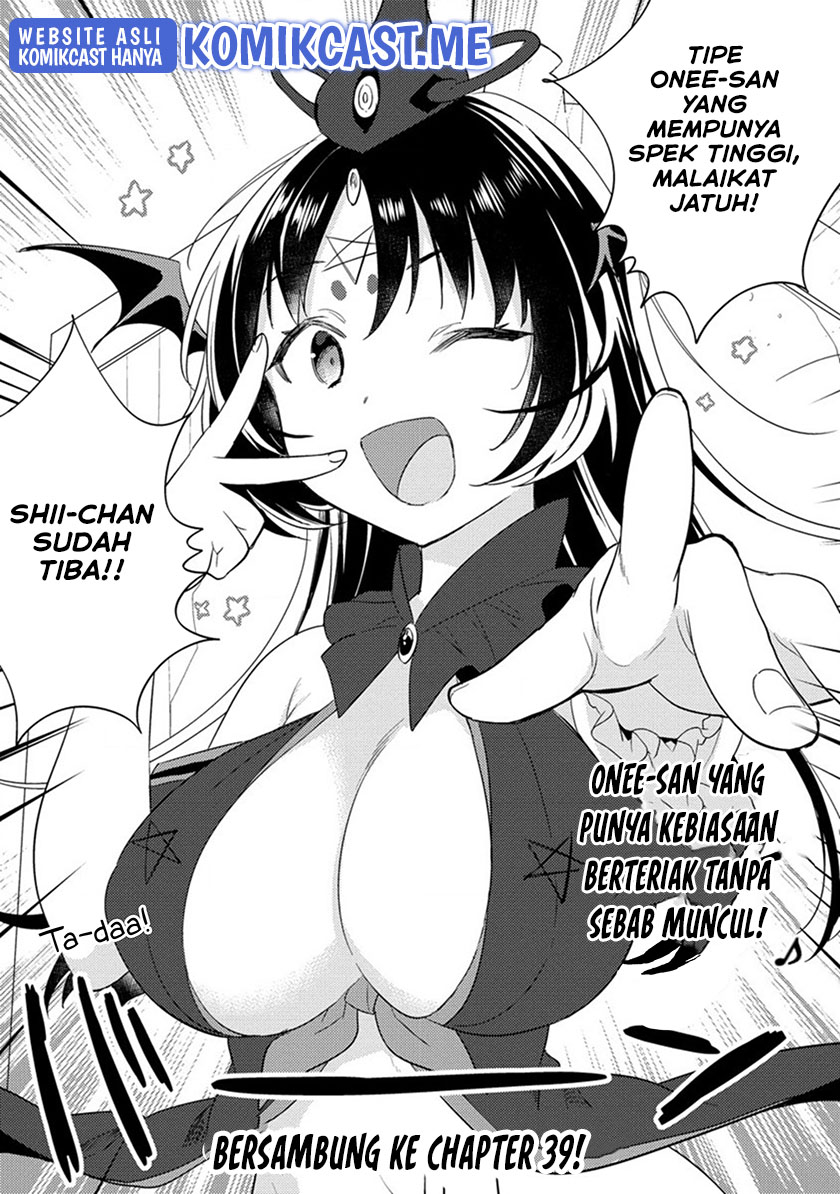 WEBSITE ASLI
KOMIKCAST HANYA
KOMIKCAST.ME
TIPE
ONEE-SAN
YANG
MEMPUNYA
SPEK TINGGI,
MALAIKAT
JATUH!
SHII-CHAN
SUDAH
TIBA!!
ONEE-SAN YANG
PUNYA KEBIASAAN
BERTERIAK TANPA
SEBAB MUNCUL!
Ta-daa!
BERSAMBUNG KE CHAPTER 39!